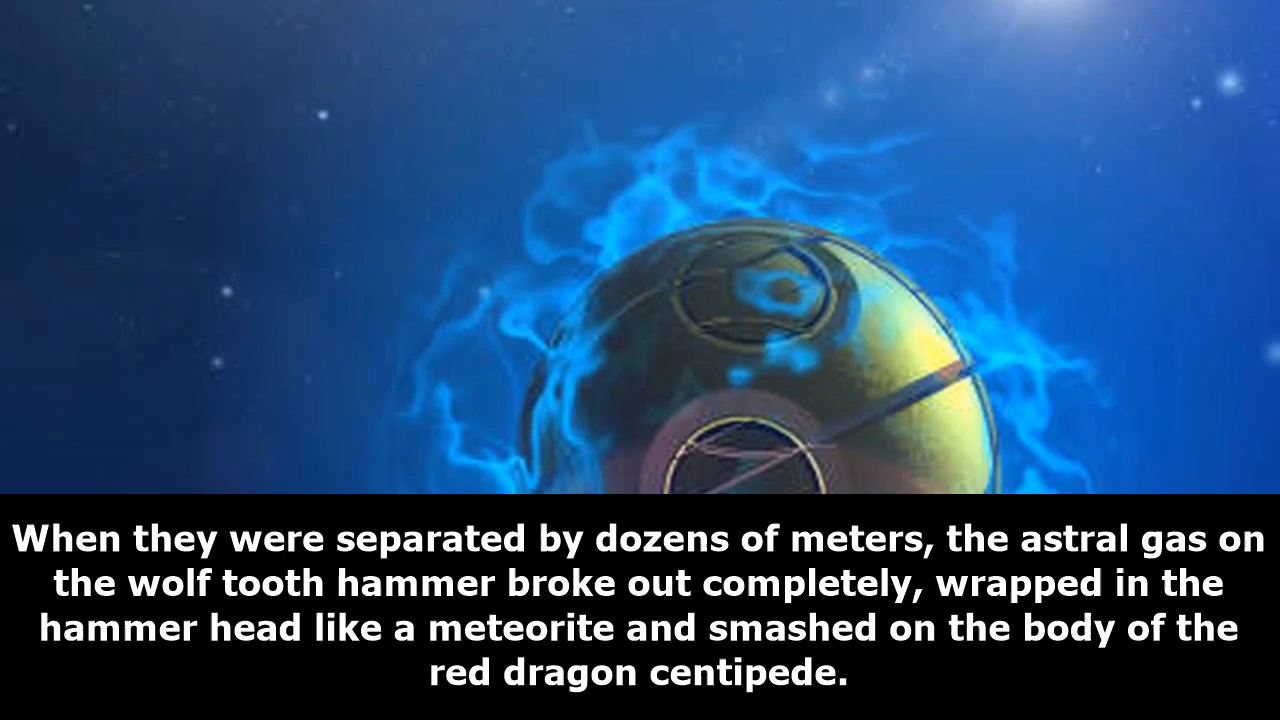 When they were separated by dozens of meters, the astral gas on
the wolf tooth hammer broke out completely, wrapped in the
hammer head like a meteorite and smashed on the body of the
red dragon centipede.